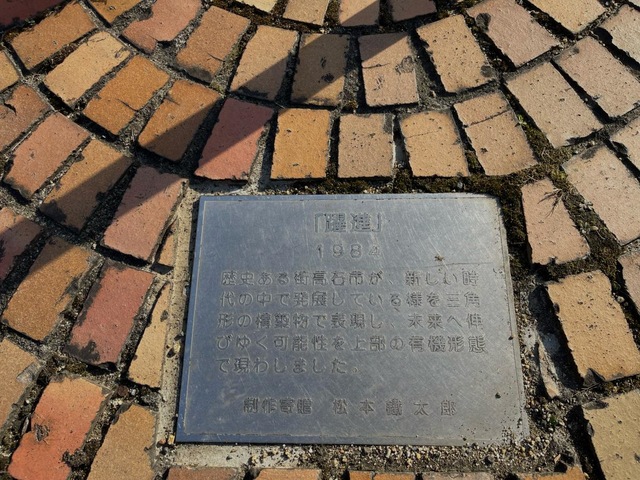 「躍進」
1984
歴史ある街高石市が、新しい時
代の中で発展している様を三角
形の構築物で表現し、未来へ伸
びゆく可能性を上部の有機形態
で現わしました。
制作寄贈 松本 太郎